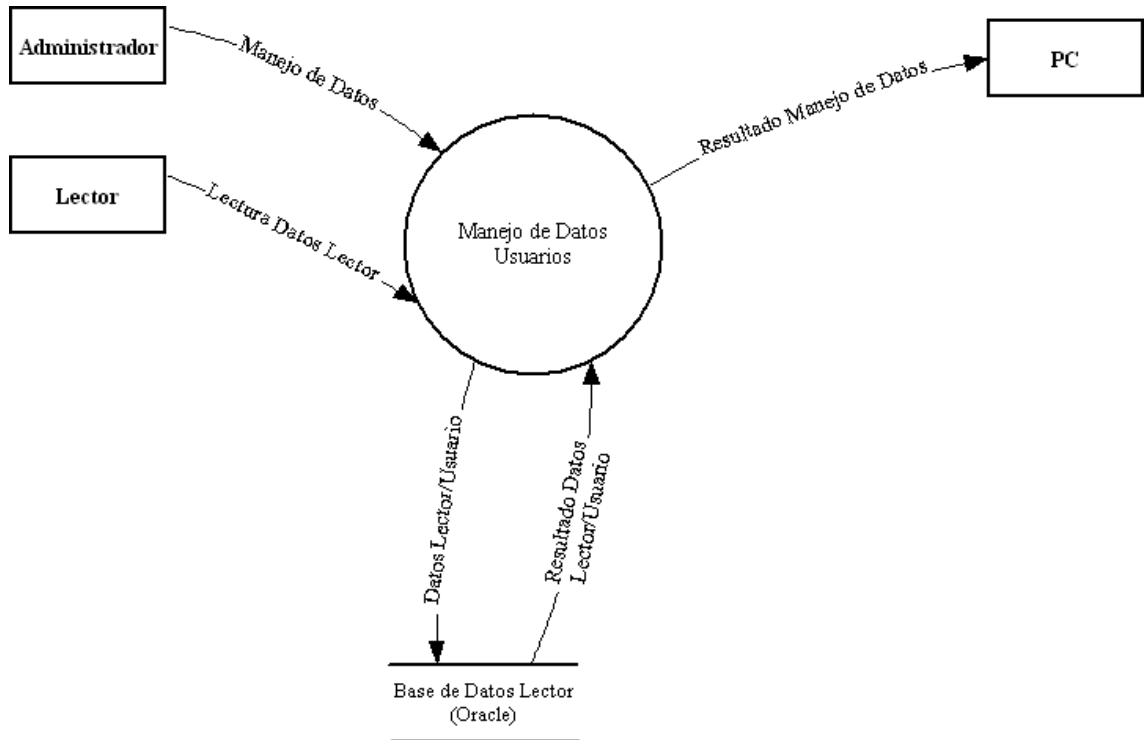 Administrador
Manejo de Datos
PC
Resultado Manejo de Datos
Lector
Lectura Datos Lector
Manejo de Datos
Usuarios
Datos Lector/Usuario
Resultado Datos
Lector/Usuario
Base de Datos Lector
(Oracle)